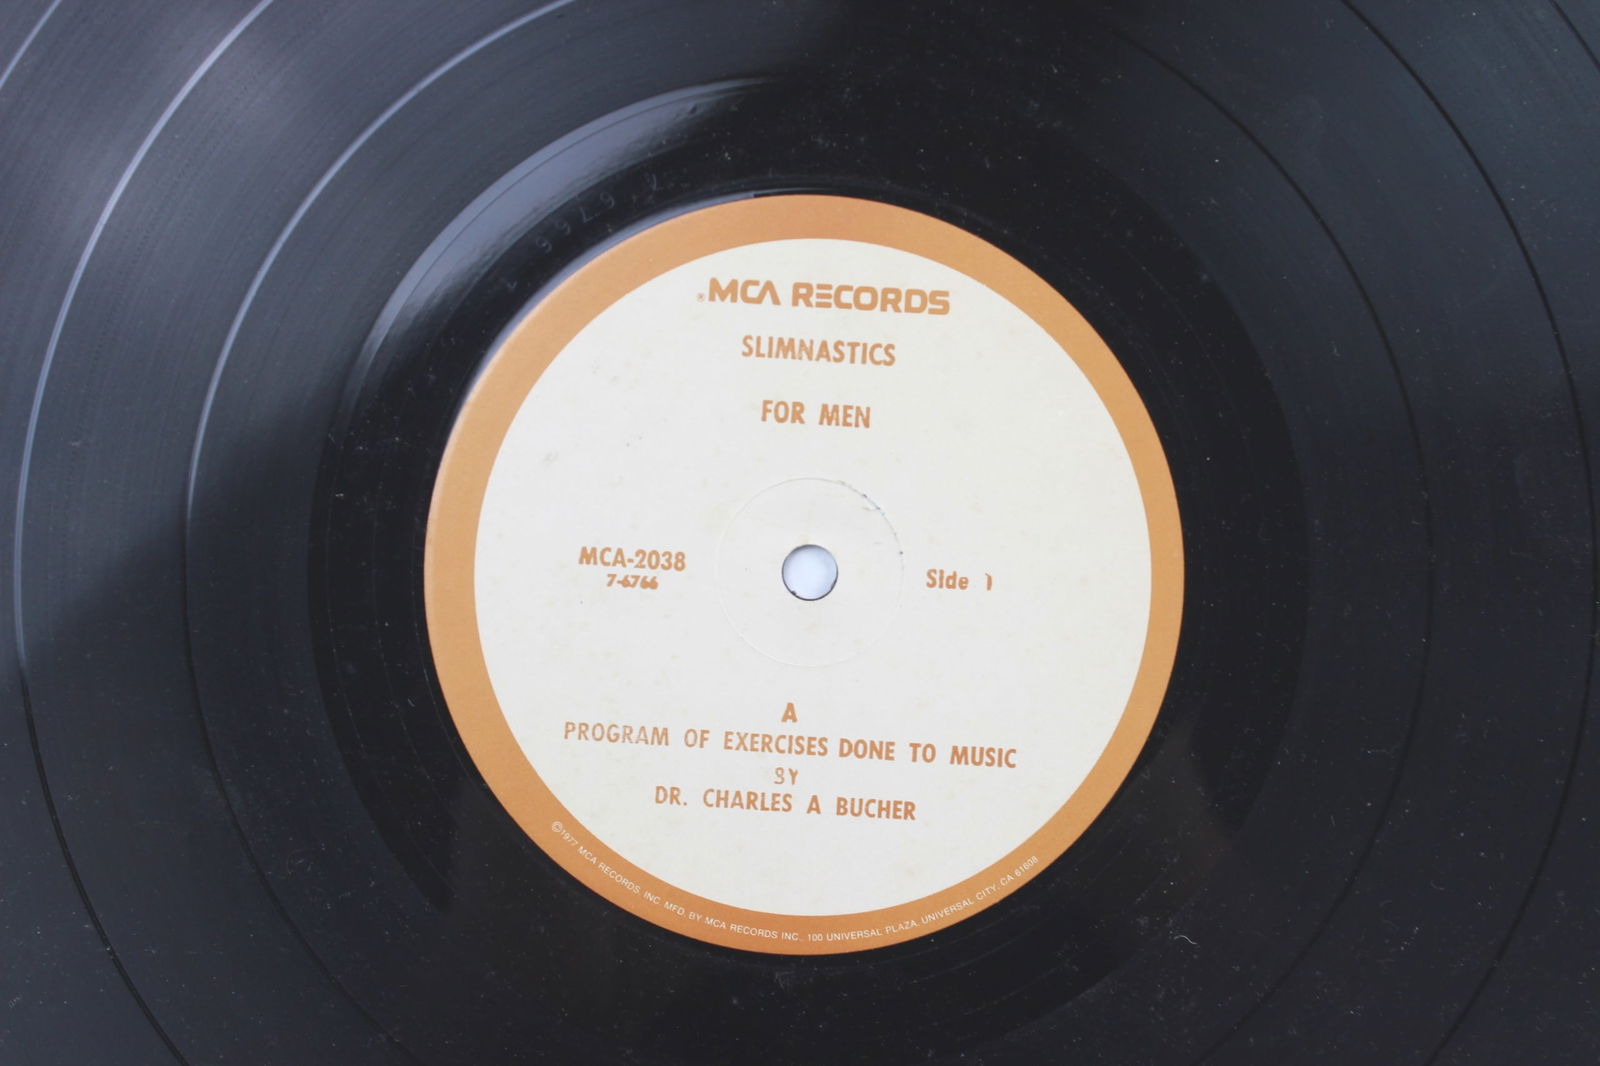 ®MCA RECORDS
SLIMNASTICS
FOR MEN
MCA-2038
7-6766
Side 1
A
PROGRAM OF EXERCISES DONE TO MUSIC
BY
DR. CHARLES A BUCHER
©1977 MCA RECORDS, INC. MFD. BY MCA RECORDS INC., 100 UNIVERSAL PLAZA, UNIVERSAL CITY, CA. 61608